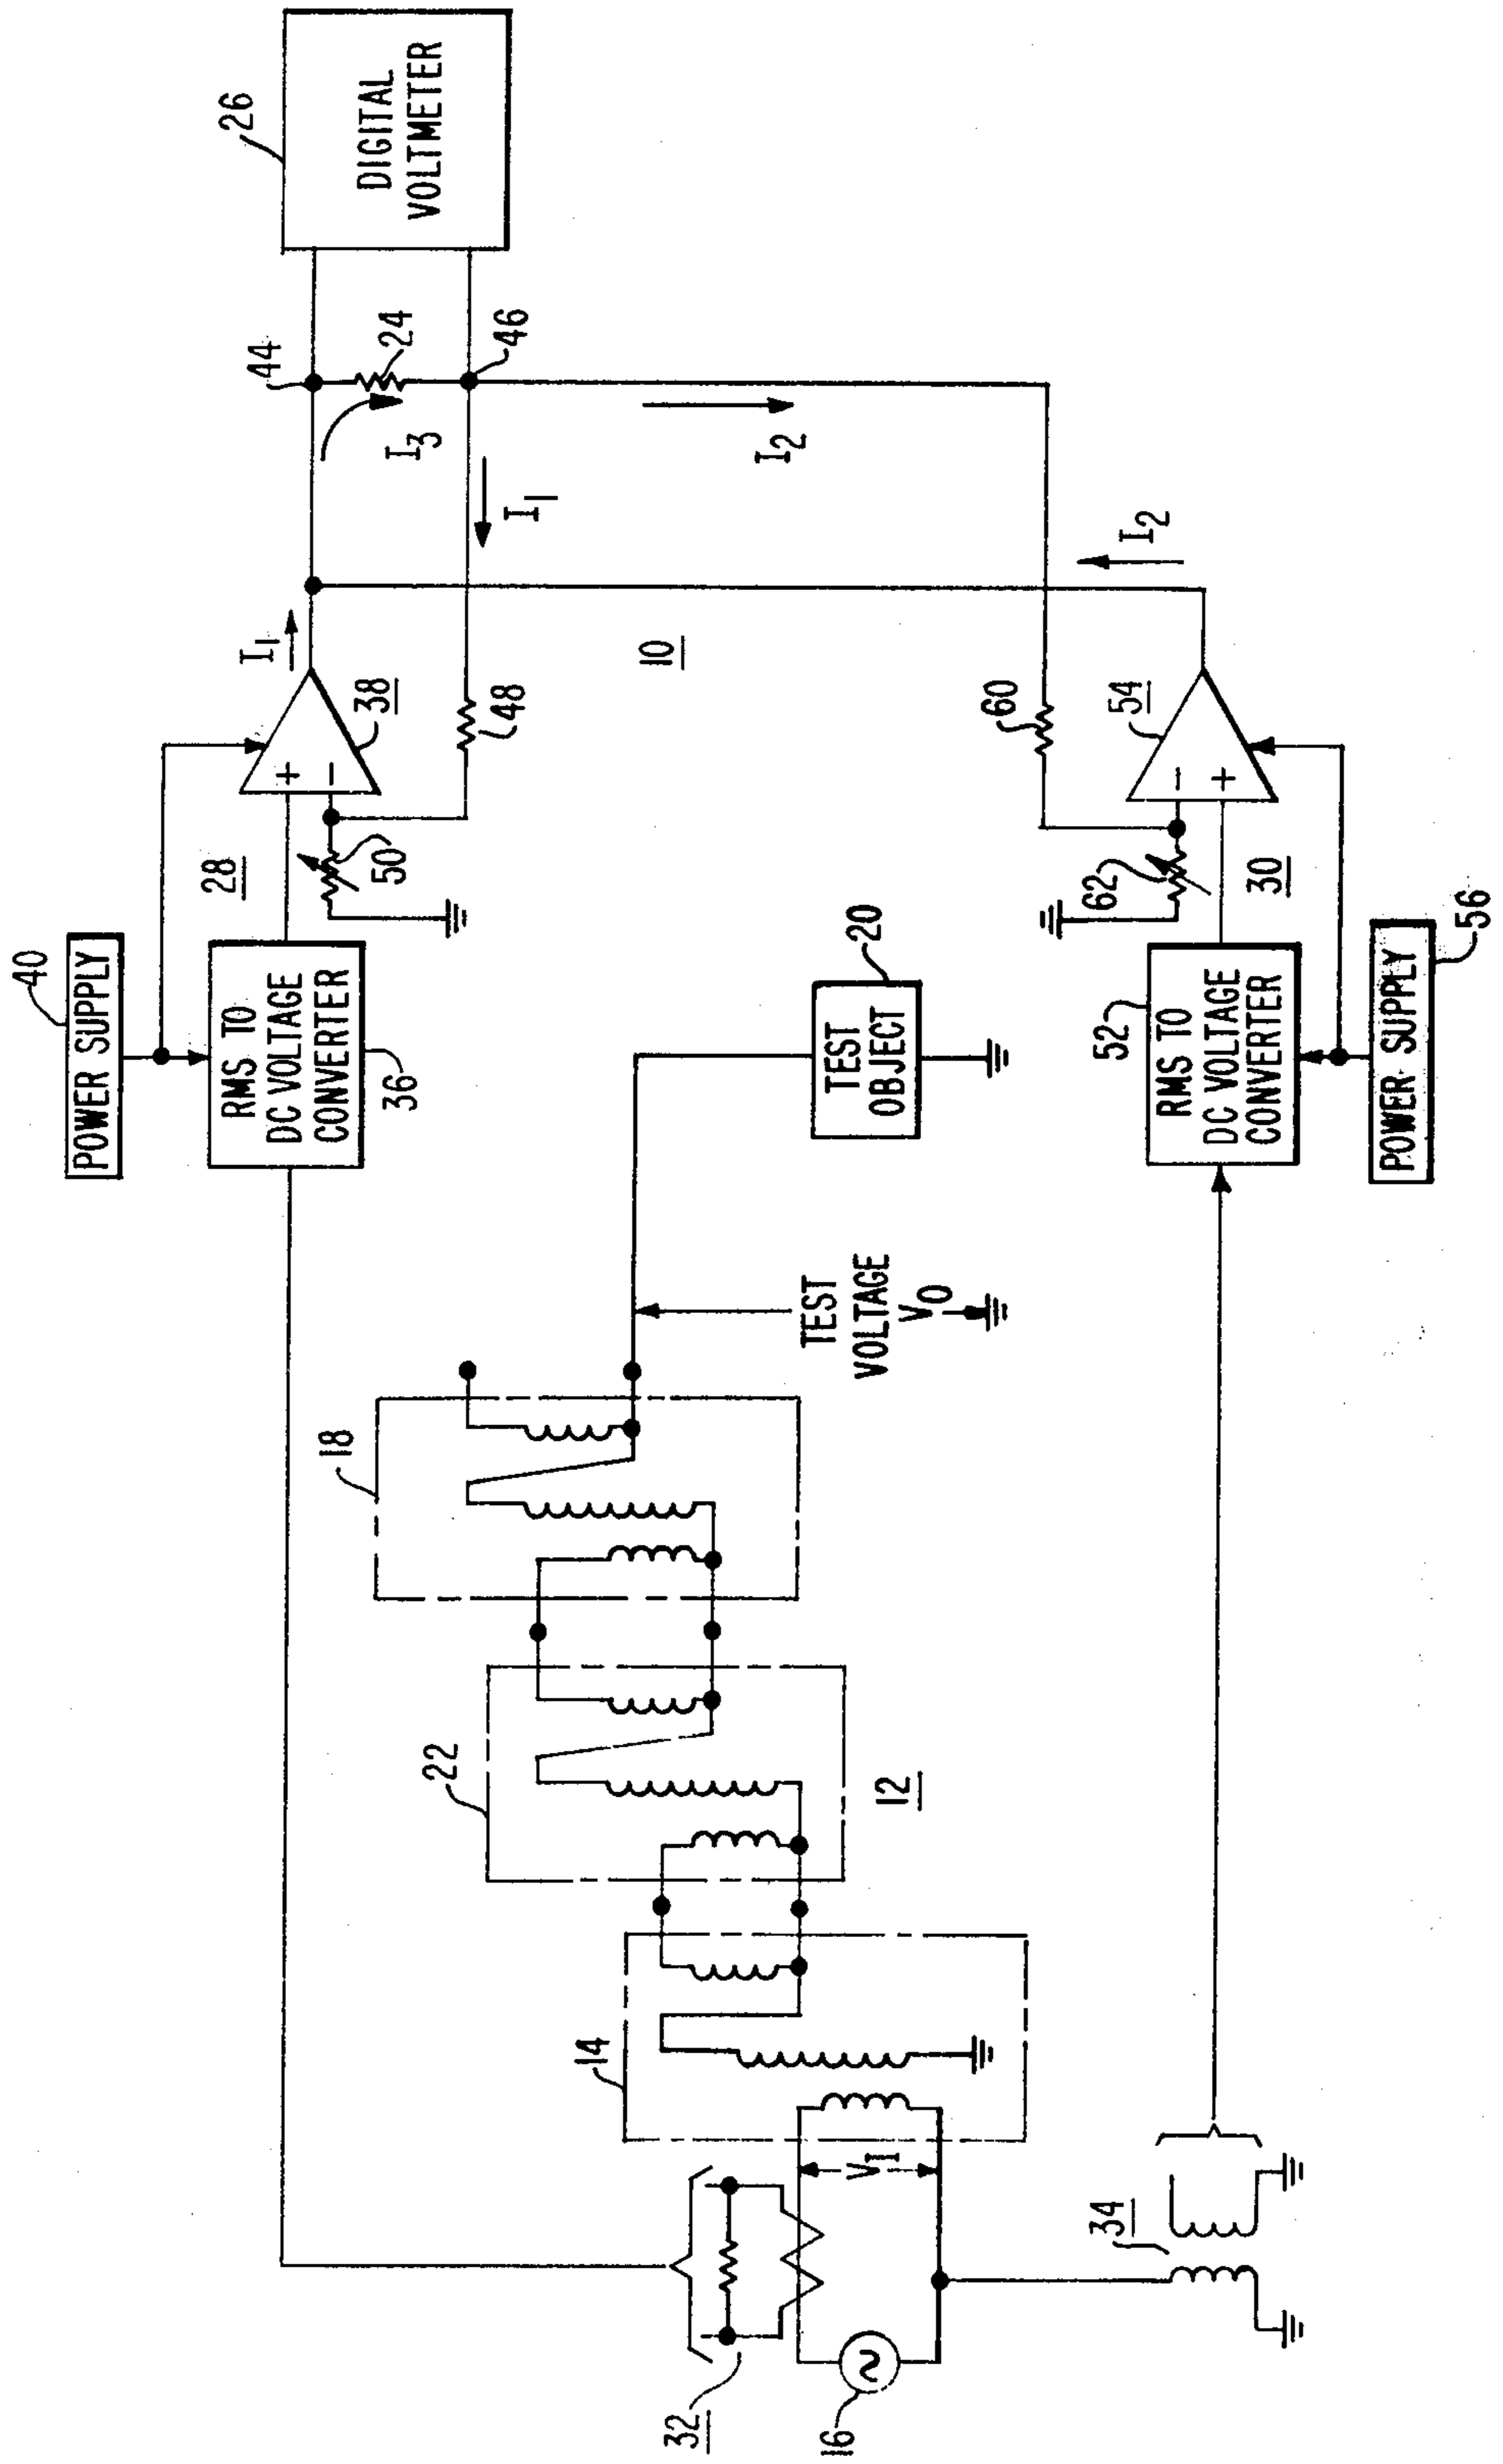 40
POWER SUPPLY
RMS TO
DC VOLTAGE
CONVERTER
36
28
+
−
50
38
I1
48
I1
44
I3
24
46
26
DIGITAL
VOLTMETER
I2
10
I2
32
16
VI
14
22
12
18
TEST
VOLTAGE
VO
TEST
OBJECT
20
34
52
RMS TO
DC VOLTAGE
CONVERTER
62
30
−
+
54
60
POWER SUPPLY
56